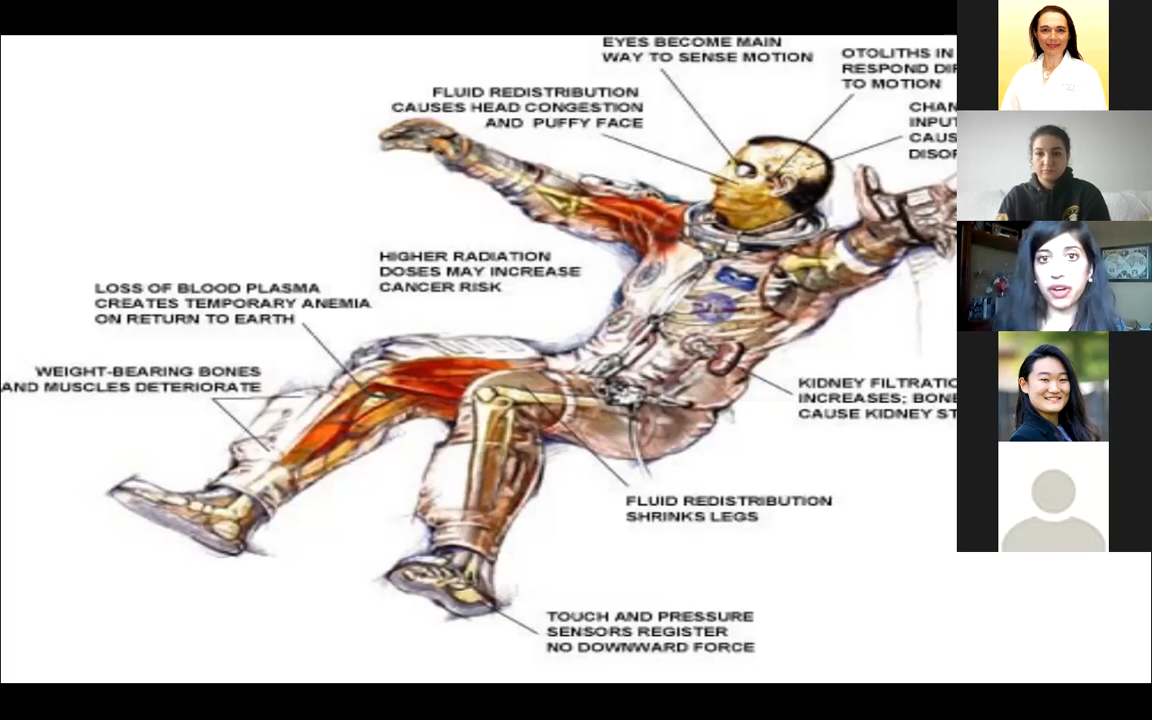 EYES BECOME MAIN
WAY TO SENSE MOTION
OTOLITHS IN
RESPOND
TO MOTION
FLUID REDISTRIBUTION
CAUSES HEAD CONGESTION
AND PUFFY FACE
HIGHER RADIATION
DOSES MAY INCREASE
CANCER RISK
LOSS OF BLOOD PLASMA
CREATES TEMPORARY ANEMIA
ON RETURN TO EARTH
WEIGHT-BEARING BONES
AND MUSCLES DETERIORATE
KIDNEY
INCREASES;
CAUSE KIDNEY
FLUID REDISTRIBUTION
SHRINKS LEGS
TOUCH AND PRESSURE
SENSORS REGISTER
NO DOWNWARD FORCE